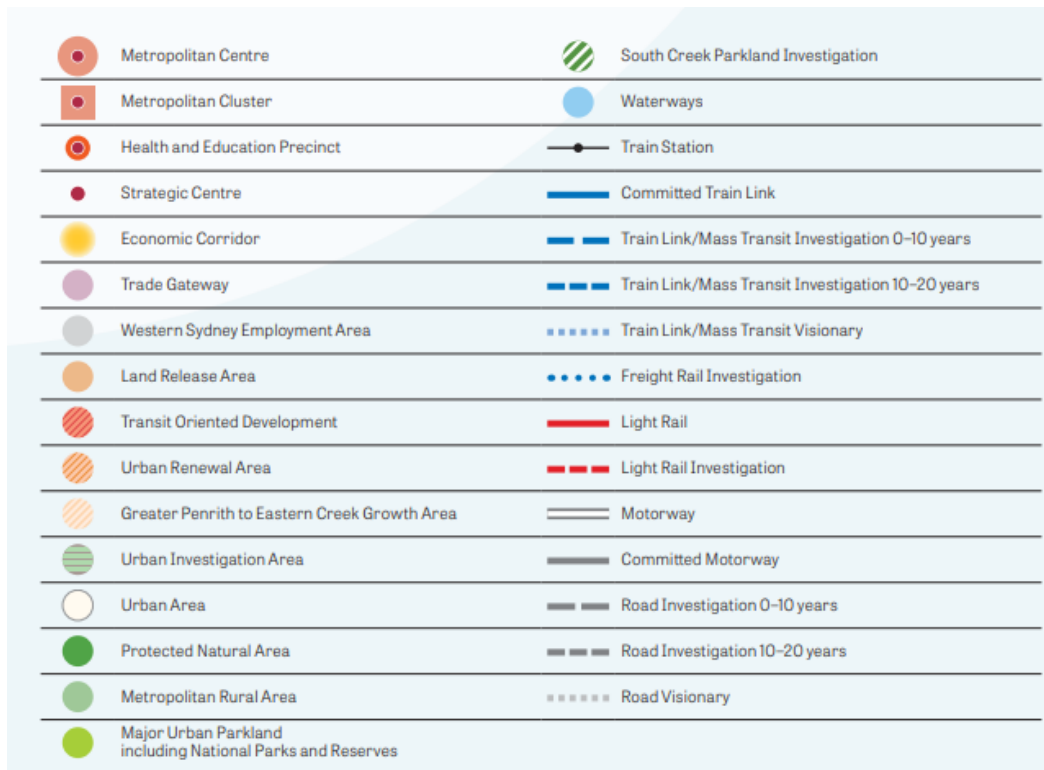 Metropolitan Centre
Metropolitan Cluster
Health and Education Precinct
Strategic Centre
Economic Corridor
Trade Gateway
Western Sydney Employment Area
Land Release Area
Transit Oriented Development
Urban Renewal Area
Greater Penrith to Eastern Creek Growth Area
Urban Investigation Area
Urban Area
Protected Natural Area
Metropolitan Rural Area
Major Urban Parkland
including National Parks and Reserves
South Creek Parkland Investigation
Waterways
Train Station
Committed Train Link
Train Link/Mass Transit Investigation 0–10 years
Train Link/Mass Transit Investigation 10–20 years
Train Link/Mass Transit Visionary
Freight Rail Investigation
Light Rail
Light Rail Investigation
Motorway
Committed Motorway
Road Investigation 0–10 years
Road Investigation 10–20 years
Road Visionary